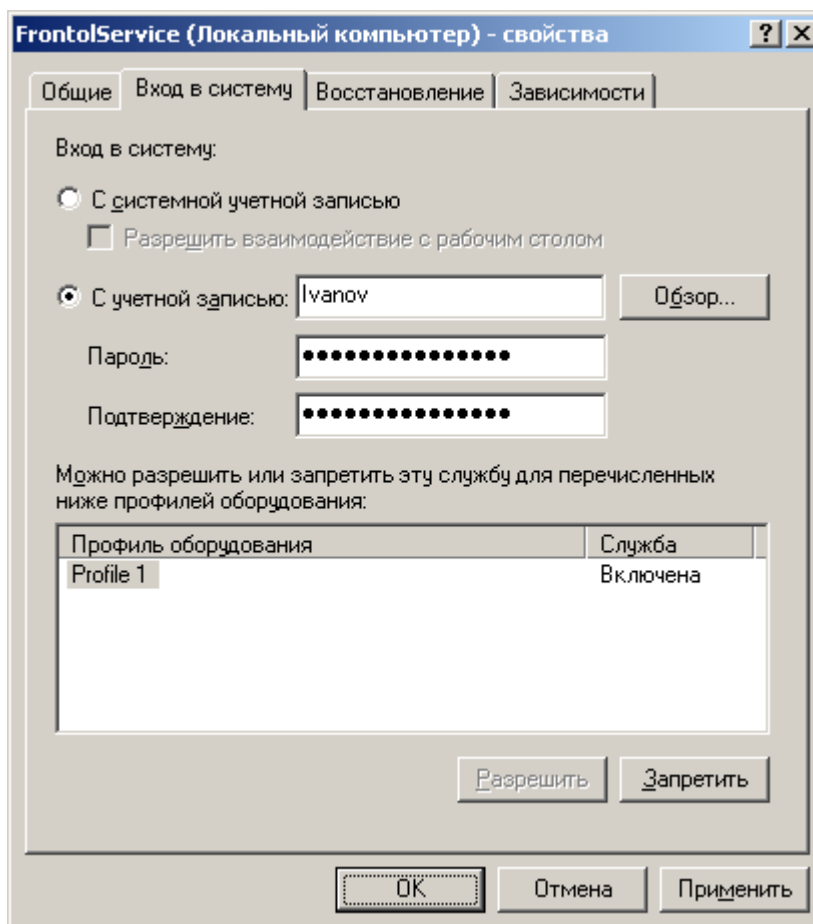 FrontolService (Локальный компьютер) - свойства
Общие Вход в систему Восстановление Зависимости
Вход в систему:
С системной учетной записью
Разрешить взаимодействие с рабочим столом
С учетной записью: Ivanov Обзор...
Пароль: ●●●●●●●●●●●●●●●
Подтверждение: ●●●●●●●●●●●●●●●
Можно разрешить или запретить эту службу для перечисленных
ниже профилей оборудования:
Профиль оборудования Служба
Profile 1 Включена
Разрешить Запретить
OK Отмена Применить